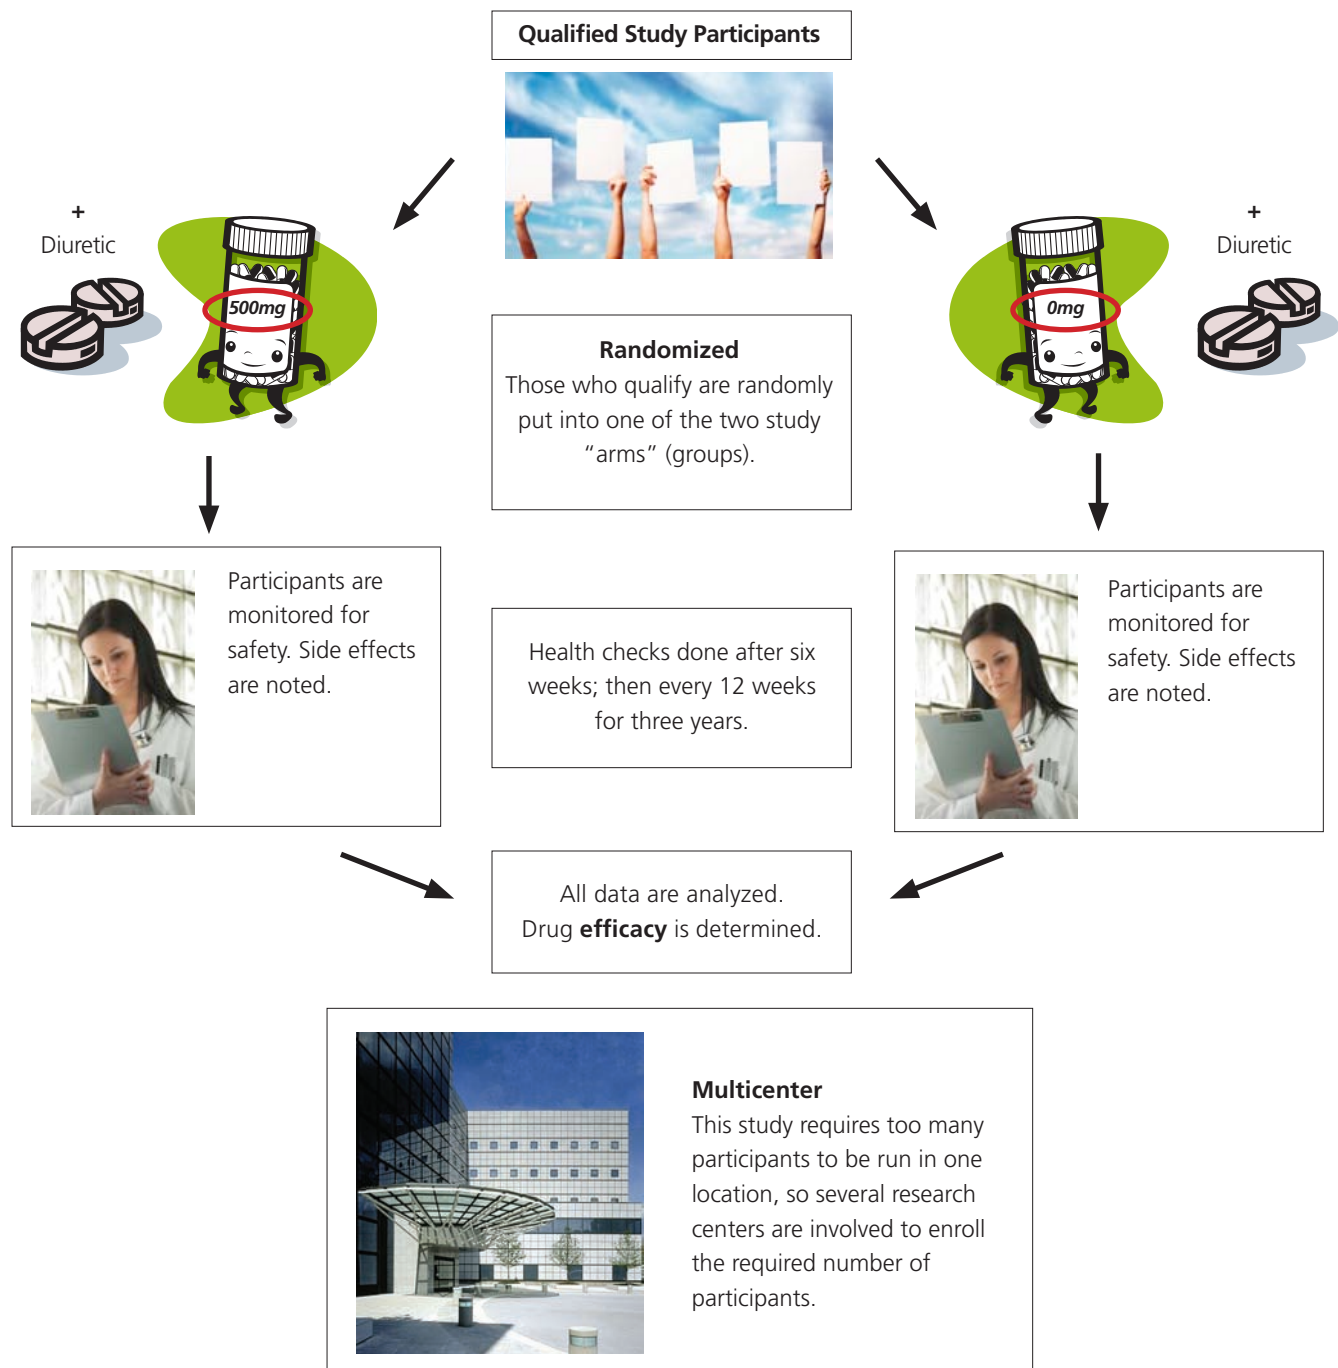 Qualified Study Participants
+
Diuretic
500mg
0mg
+
Diuretic
Randomized
Those who qualify are randomly
put into one of the two study
“arms” (groups).
Participants are
monitored for
safety. Side effects
are noted.
Health checks done after six
weeks; then every 12 weeks
for three years.
Participants are
monitored for
safety. Side effects
are noted.
All data are analyzed.
Drug efficacy is determined.
Multicenter
This study requires too many
participants to be run in one
location, so several research
centers are involved to enroll
the required number of
participants.